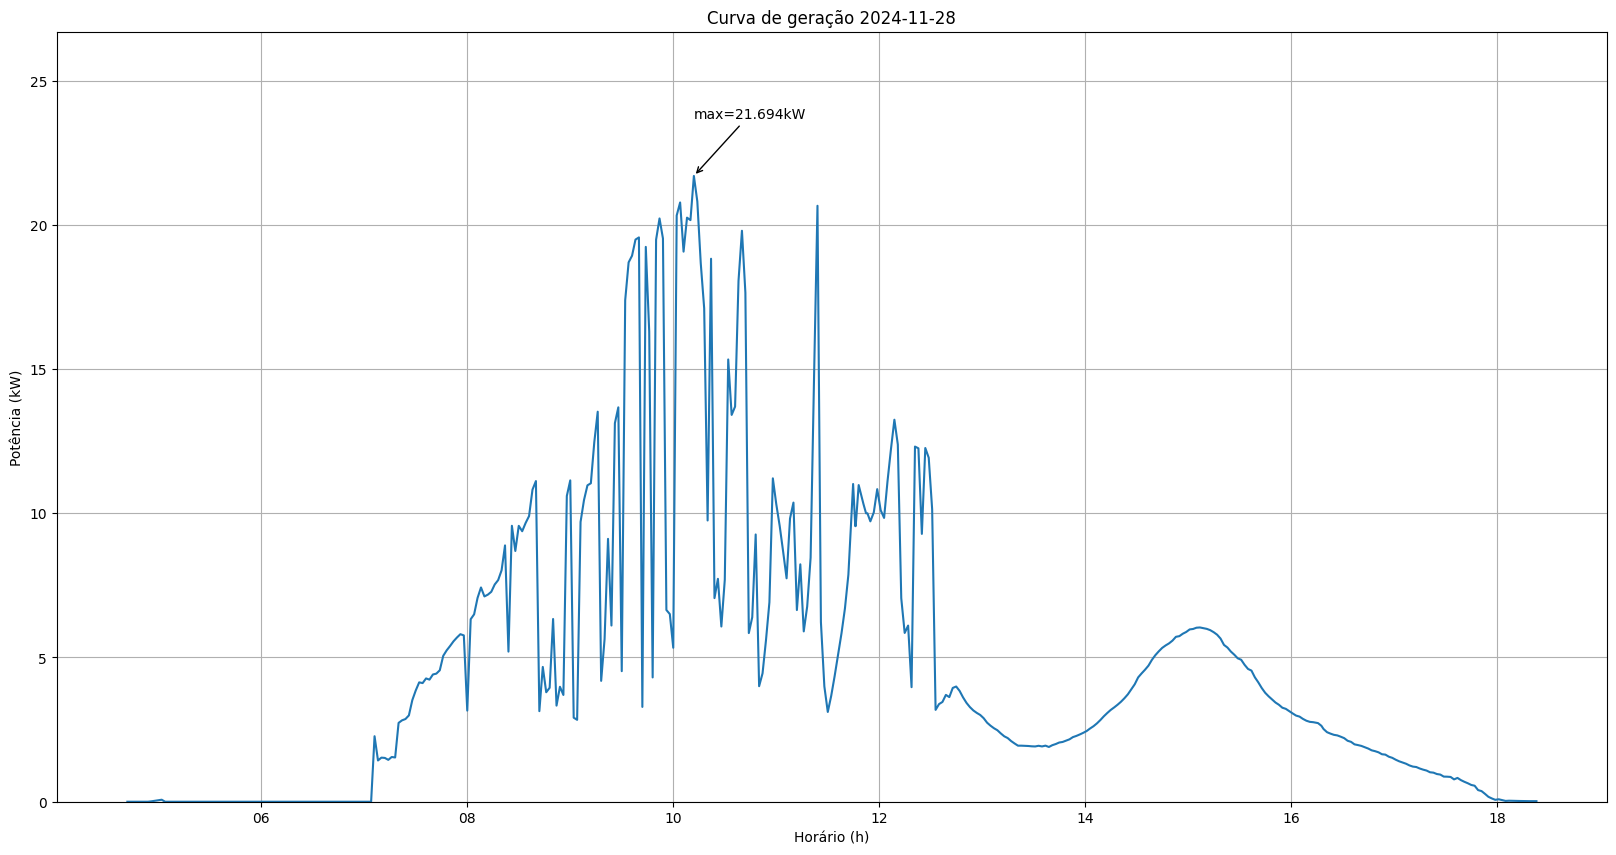 Curva de geração 2024-11-28
25
max=21.694kW
20
15
Potência (kW)
10
5
0
06 08 10 12 14 16 18
Horário (h)